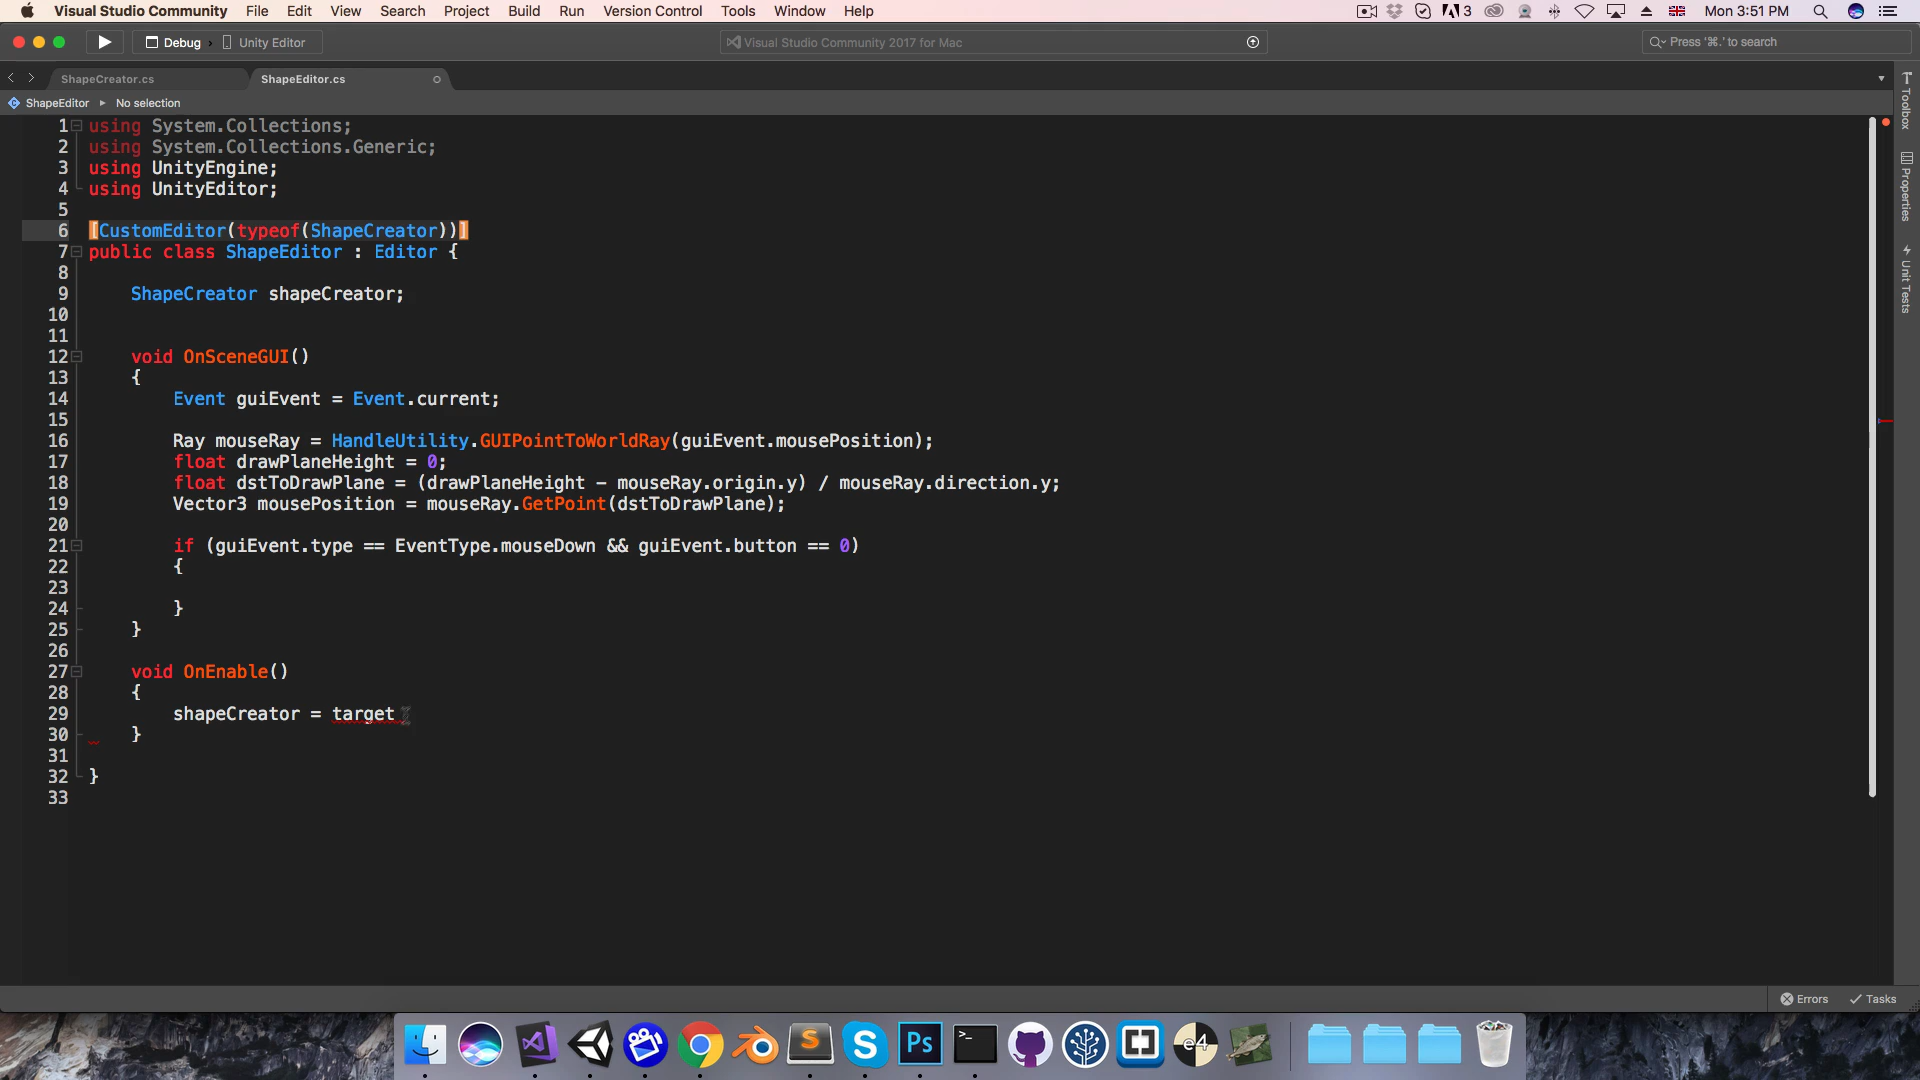 Visual Studio Community File Edit View Search Project Build Run Version Control Tools Window Help 3 Mon 3:51 PM
Debug › Unity Editor Visual Studio Community 2017 for Mac Press '⌘.' to search
ShapeCreator.cs ShapeEditor.cs
ShapeEditor No selection
Toolbox
Properties
Unit Tests
1 using System.Collections;
2 using System.Collections.Generic;
3 using UnityEngine;
4 using UnityEditor;
5
6 [CustomEditor(typeof(ShapeCreator))]
7 public class ShapeEditor : Editor {
8
9 ShapeCreator shapeCreator;
10
11
12 void OnSceneGUI()
13 {
14 Event guiEvent = Event.current;
15
16 Ray mouseRay = HandleUtility.GUIPointToWorldRay(guiEvent.mousePosition);
17 float drawPlaneHeight = 0;
18 float dstToDrawPlane = (drawPlaneHeight - mouseRay.origin.y) / mouseRay.direction.y;
19 Vector3 mousePosition = mouseRay.GetPoint(dstToDrawPlane);
20
21 if (guiEvent.type == EventType.mouseDown && guiEvent.button == 0)
22 {
23
24 }
25 }
26
27 void OnEnable()
28 {
29 shapeCreator = target
30 }
31
32 }
33
Errors Tasks
S S Ps >_ e4